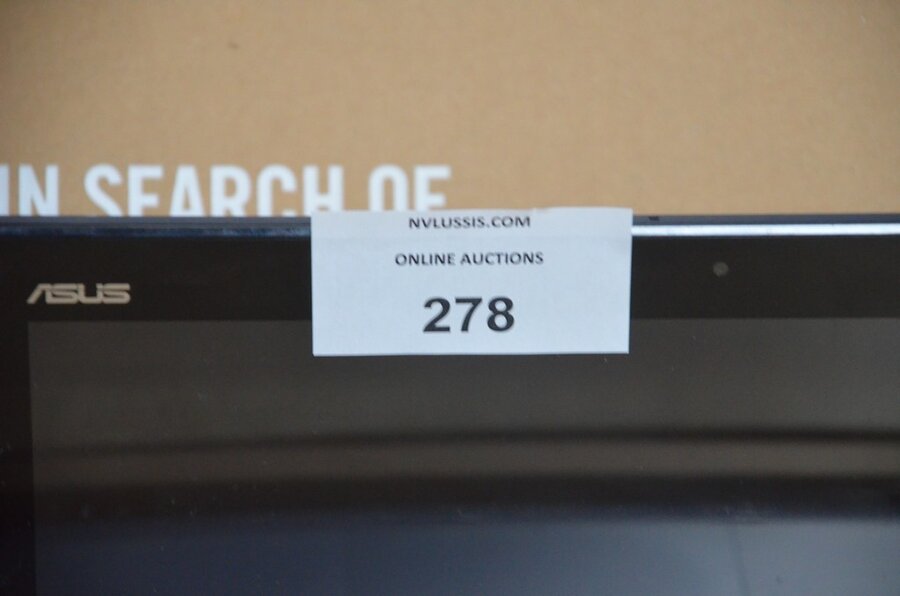 IN SEARCH OF
NVLUSSIS.COM
ONLINE AUCTIONS
278
ASUS